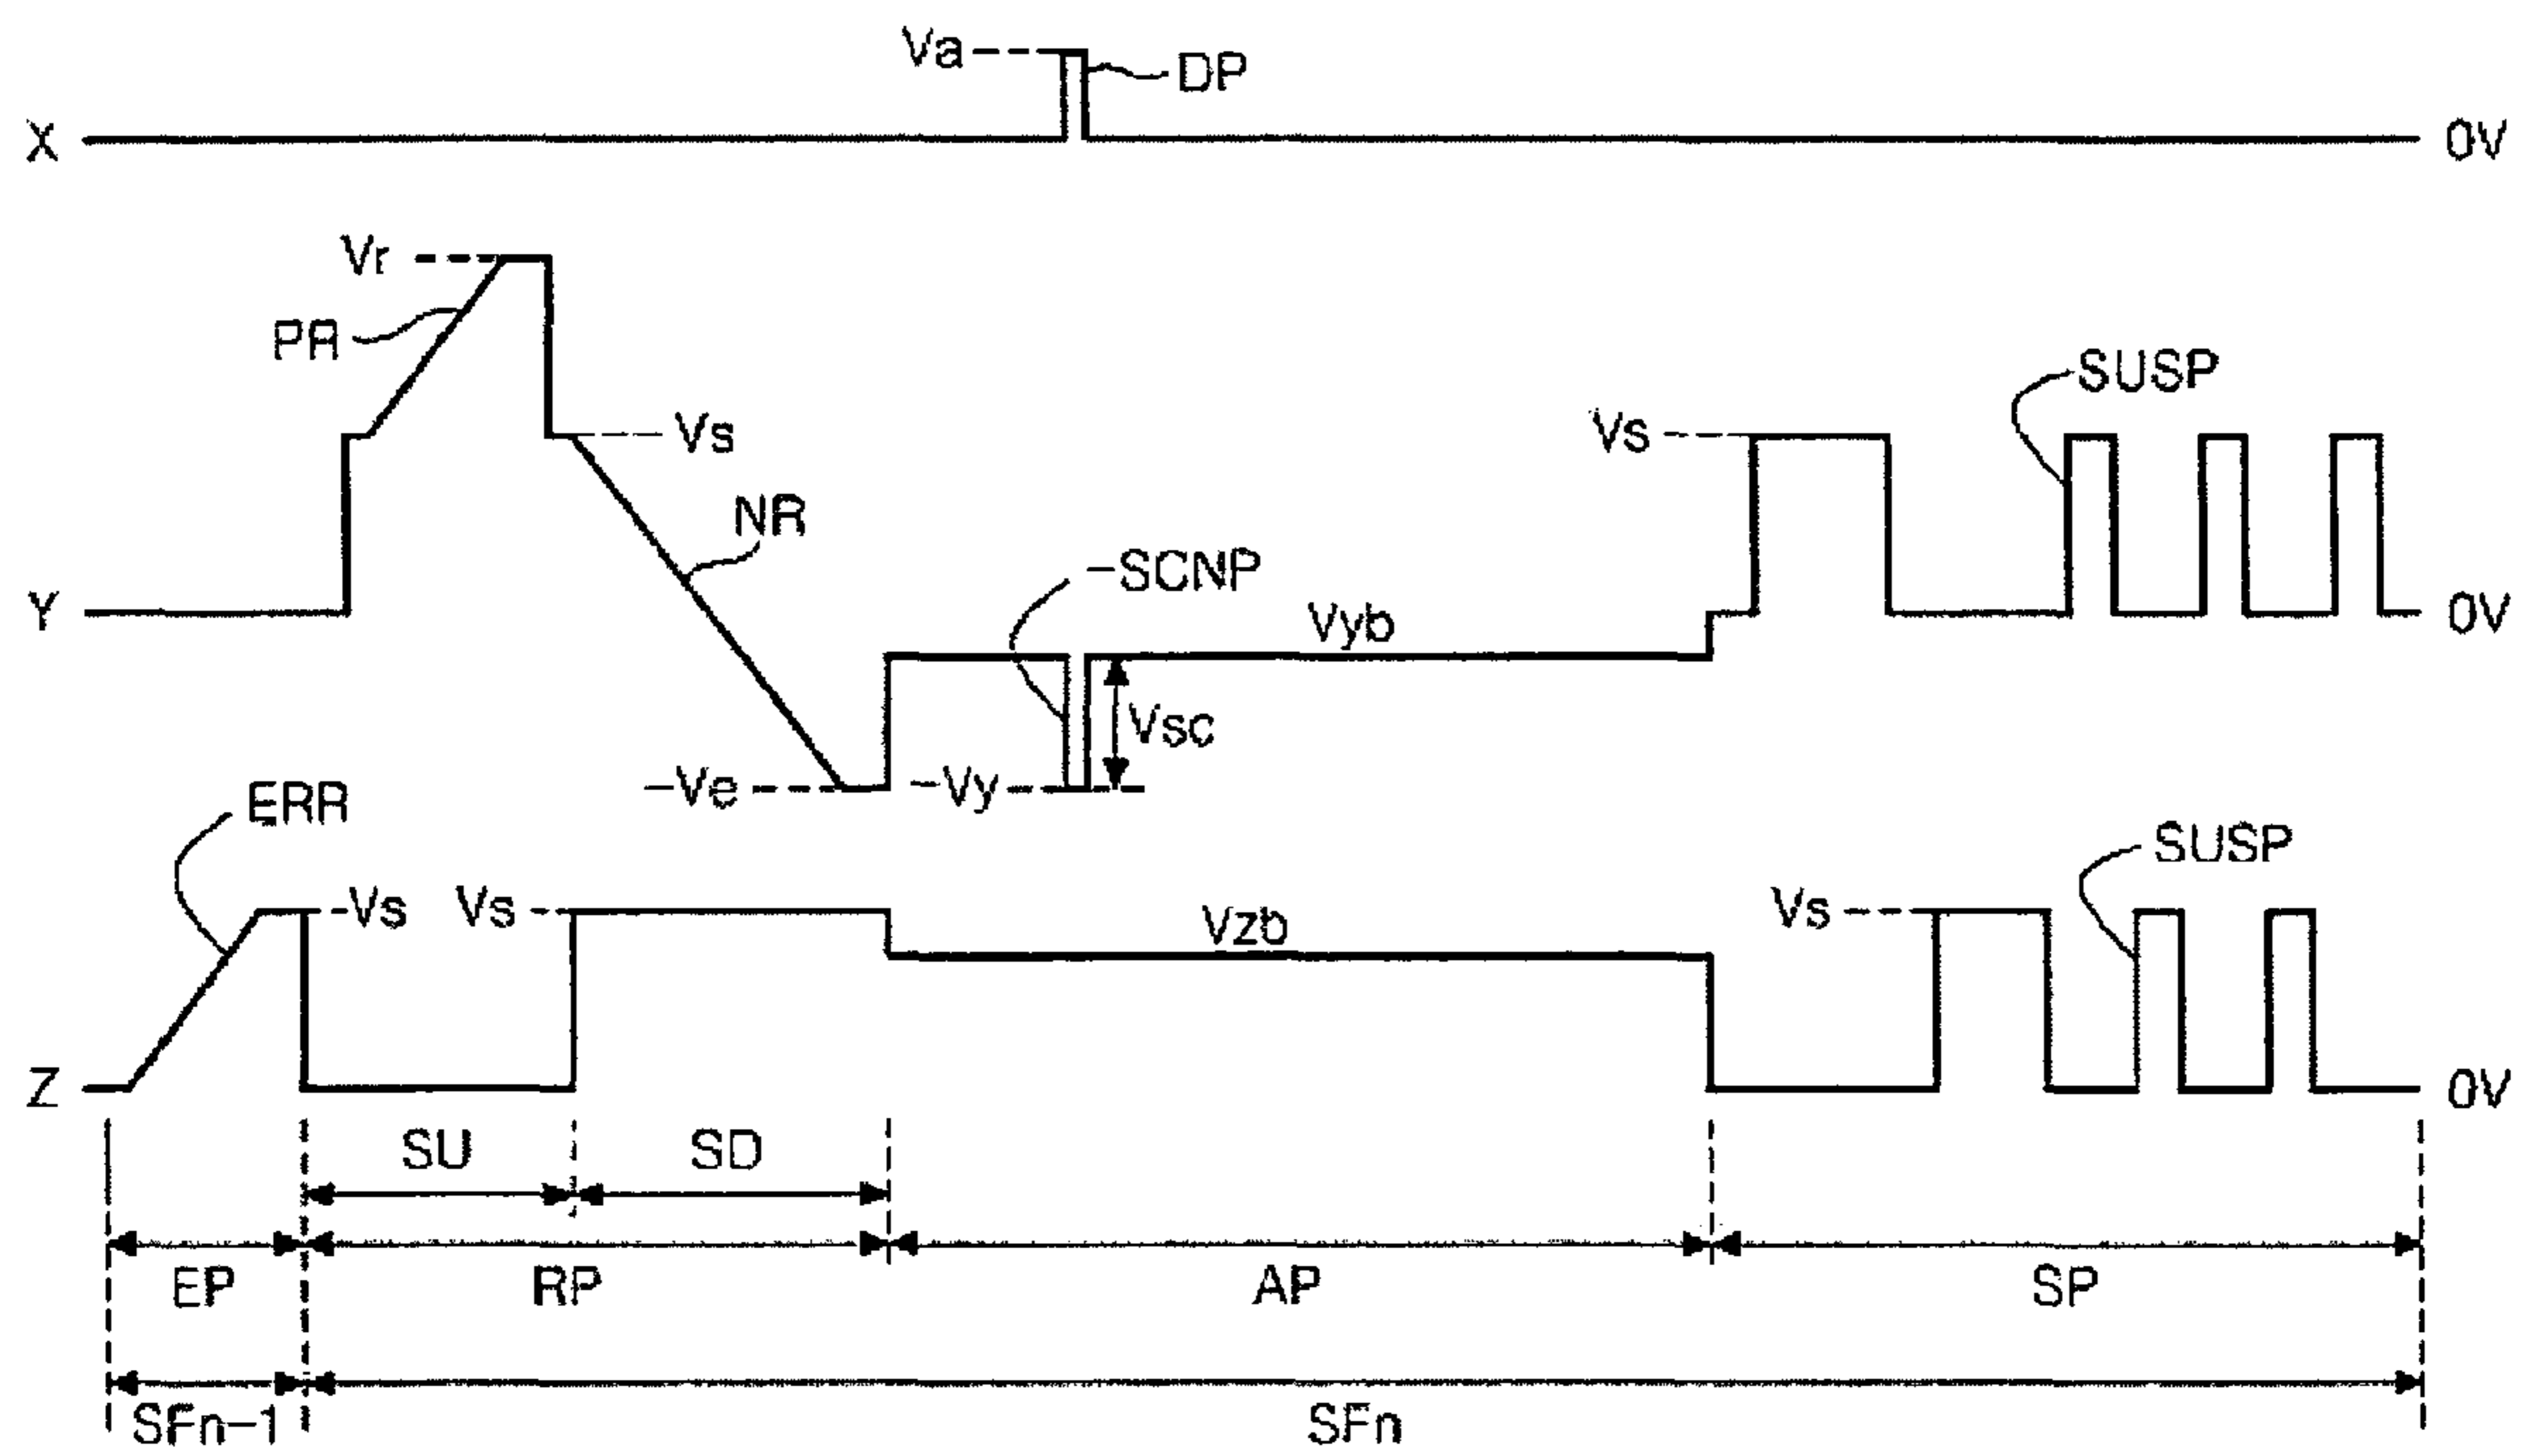 Va
DP
X
0V
Vr
PR
Vs
Vs
SUSP
NR
-SCNP
Y
Vyb
0V
Vsc
-Ve
-Vy
ERR
SUSP
Vs
Vs
Vzb
Vs
Z
0V
SU
SD
EP
RP
AP
SP
SFn-1
SFn